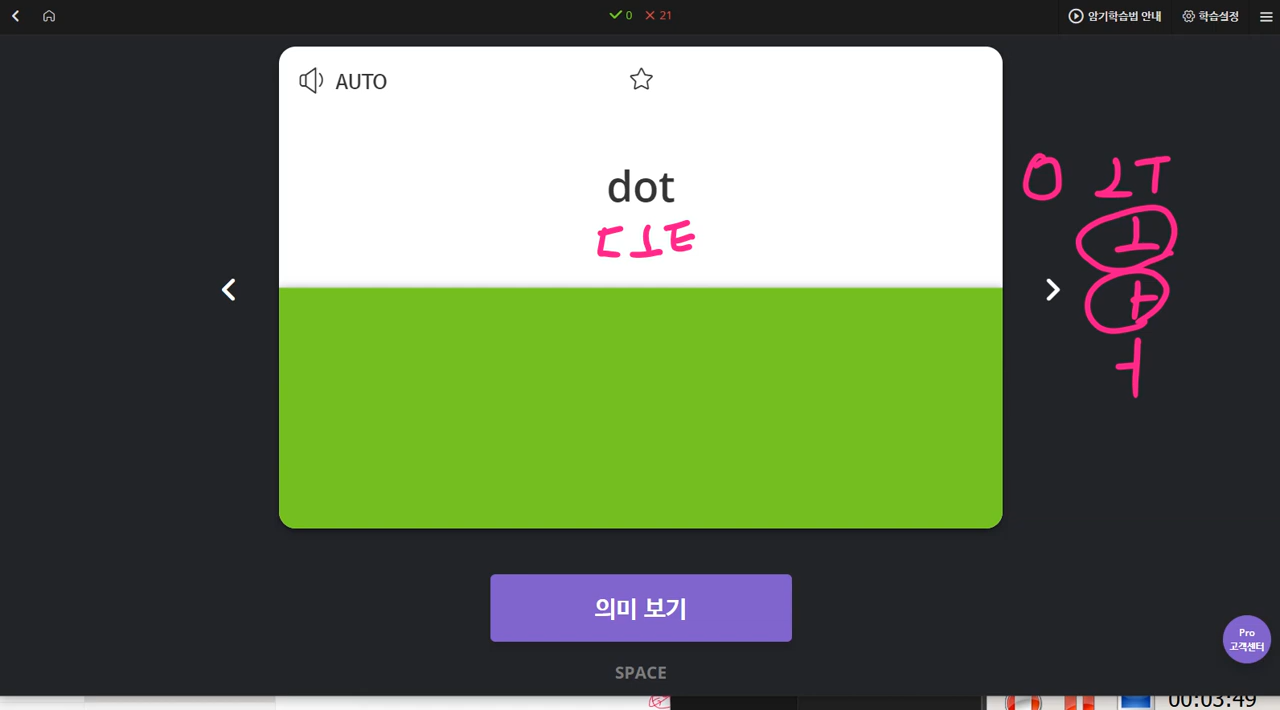 0 21 암기학습법 안내 학습설정
AUTO
dot
ㄷㅗㅌ
ㅗ
ㅏ
ㅓ
의미 보기
SPACE
Pro
고객센터
00:03:49